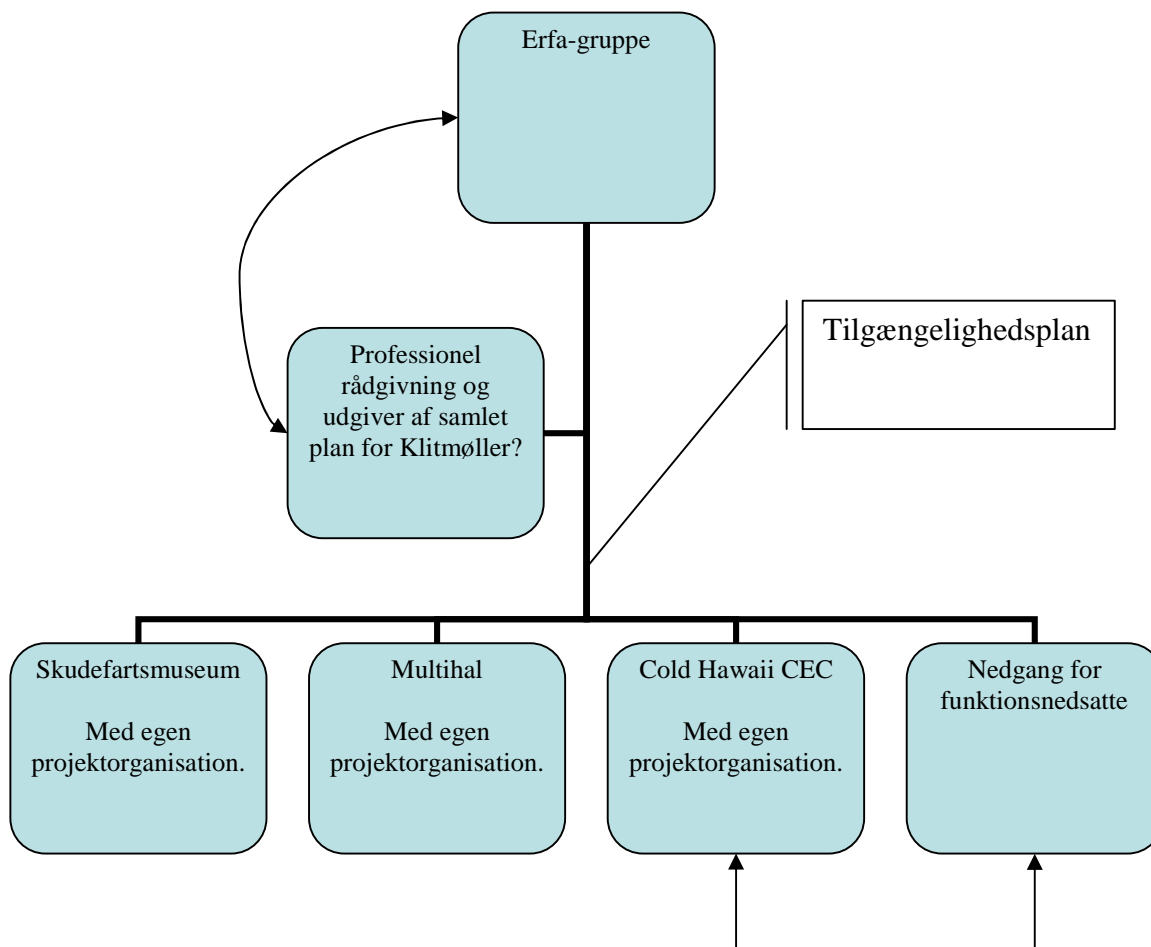 Erfa-gruppe
Tilgængelighedsplan
Professionel
rådgivning og
udgiver af samlet
plan for Klitmøller?
Skudefartsmuseum
Med egen
projektorganisation.
Multihal
Med egen
projektorganisation.
Cold Hawaii CEC
Med egen
projektorganisation.
Nedgang for
funktionsnedsatte